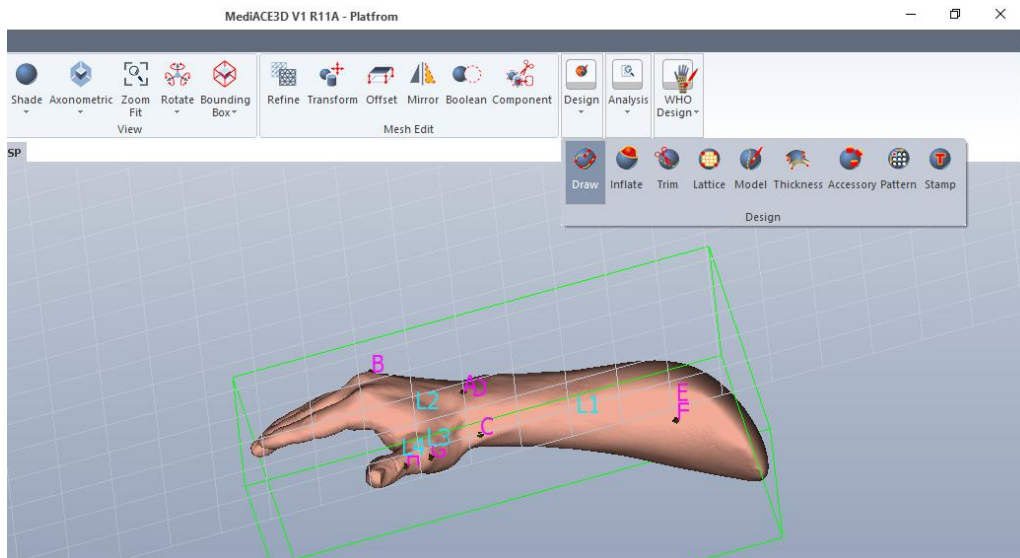 MediACE3D V1 R11A - Platfrom
Shade Axonometric Zoom Fit Rotate Bounding Box
View
Refine Transform Offset Mirror Boolean Component
Mesh Edit
Design Analysis WHO Design
SP
Draw Inflate Trim Lattice Model Thickness Accessory Pattern Stamp
Design
B
A D
L2
L1
E
F
C
L3
L4
G